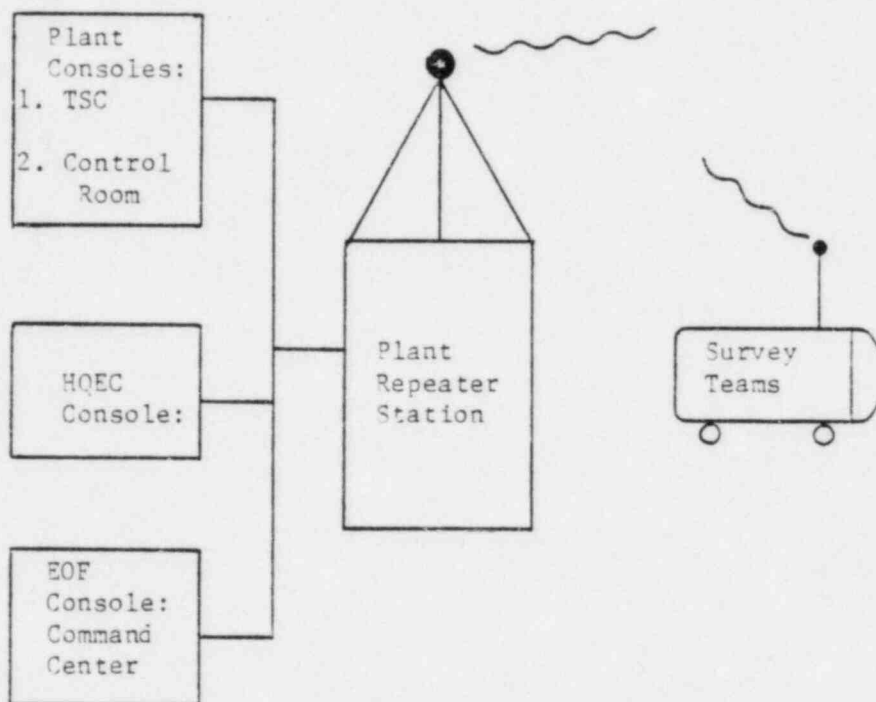 Plant
Consoles:
1. TSC
2. Control
Room
HQEC
Console:
EOF
Console:
Command
Center
Plant
Repeater
Station
Survey
Teams